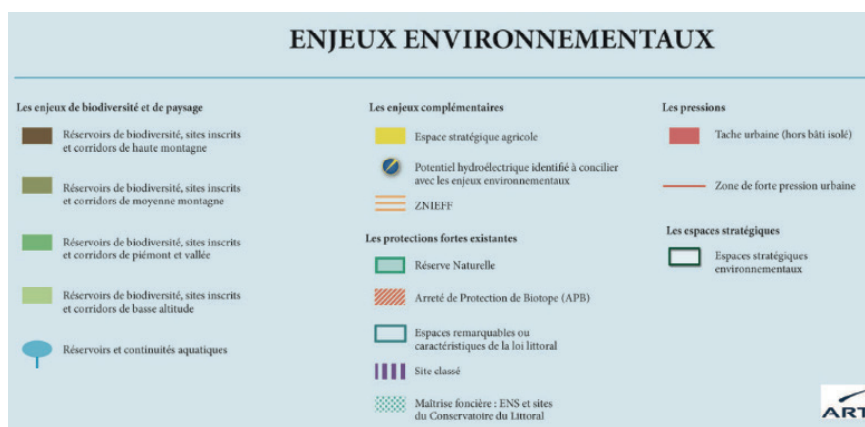 ENJEUX ENVIRONNEMENTAUX
Les enjeux de biodiversité et de paysage
Réservoirs de biodiversité, sites inscrits
et corridors de haute montagne
Réservoirs de biodiversité, sites inscrits
et corridors de moyenne montagne
Réservoirs de biodiversité, sites inscrits
et corridors de piémont et vallée
Réservoirs de biodiversité, sites inscrits
et corridors de basse altitude
Réservoirs et continuités aquatiques
Les enjeux complémentaires
Espace stratégique agricole
Potentiel hydroélectrique identifié à concilier
avec les enjeux environnementaux
ZNIEFF
Les protections fortes existantes
Réserve Naturelle
Arreté de Protection de Biotope (APB)
Espaces remarquables ou
caractéristiques de la loi littoral
Site classé
Maîtrise foncière : ENS et sites
du Conservatoire du Littoral
Les pressions
Tache urbaine (hors bâti isolé)
Zone de forte pression urbaine
Les espaces stratégiques
Espaces stratégiques
environnementaux
ART